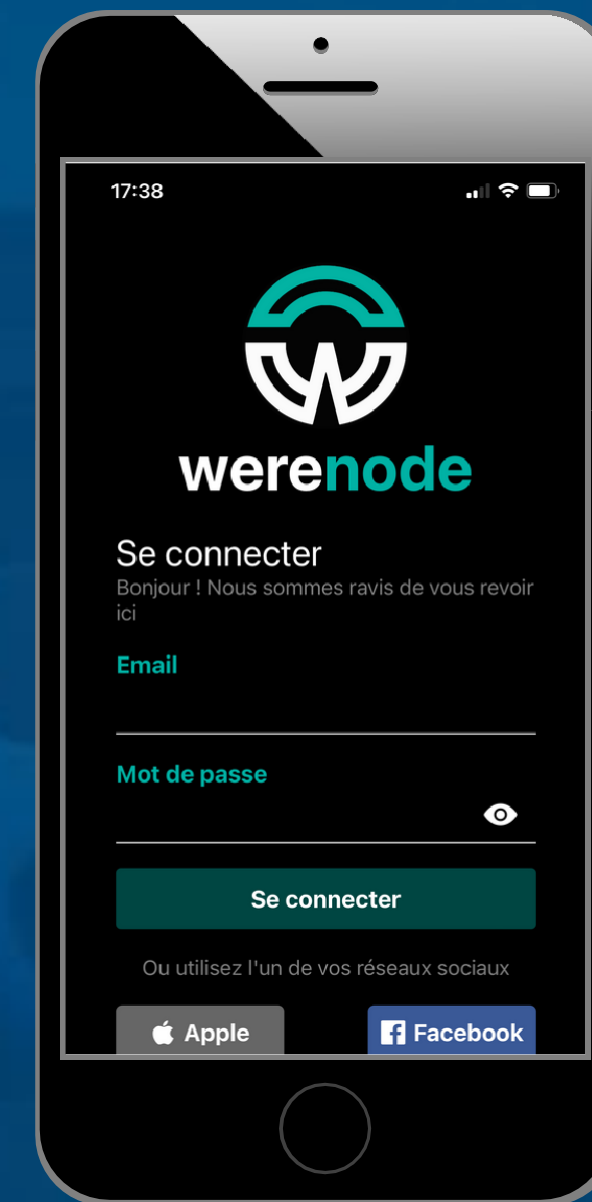 17:38
werenode
Se connecter
Bonjour ! Nous sommes ravis de vous revoir
ici
Email
Mot de passe
Se connecter
Ou utilisez l'un de vos réseaux sociaux
Apple
Facebook